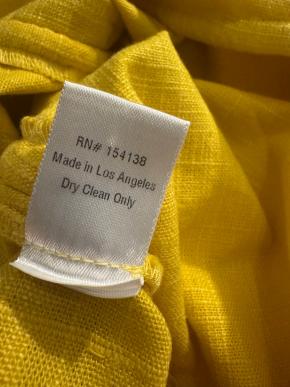 RN# 154138
Made in Los Angeles
Dry Clean Only